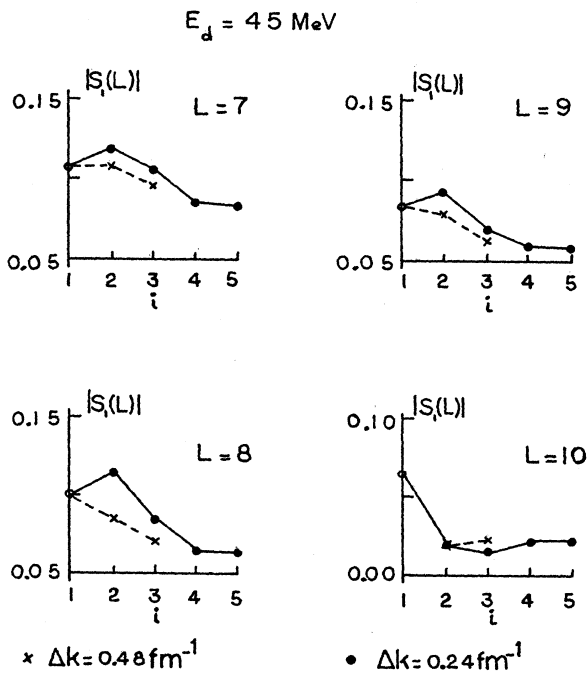 E_d = 45 MeV
|S_i(L)|
0.15
L = 7
0.05
1 2 3 4 5
i
|S_i(L)|
0.15
L = 9
0.05
1 2 3 4 5
i
|S_i(L)|
0.15
L = 8
0.05
1 2 3 4 5
i
|S_i(L)|
0.10
L = 10
0.00
1 2 3 4 5
i
× Δk = 0.48 fm⁻¹
• Δk = 0.24 fm⁻¹